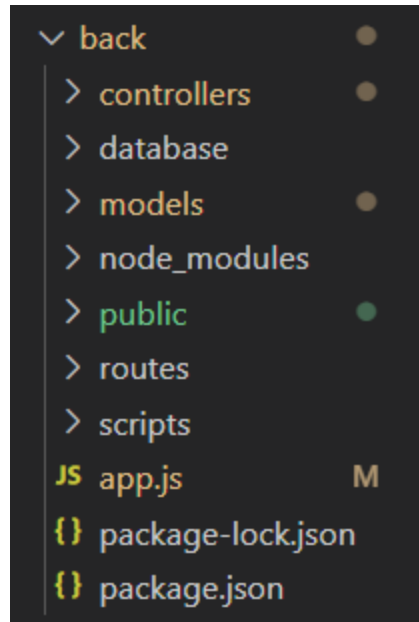 back
controllers
database
models
node_modules
public
routes
scripts
JS app.js M
{} package-lock.json
{} package.json